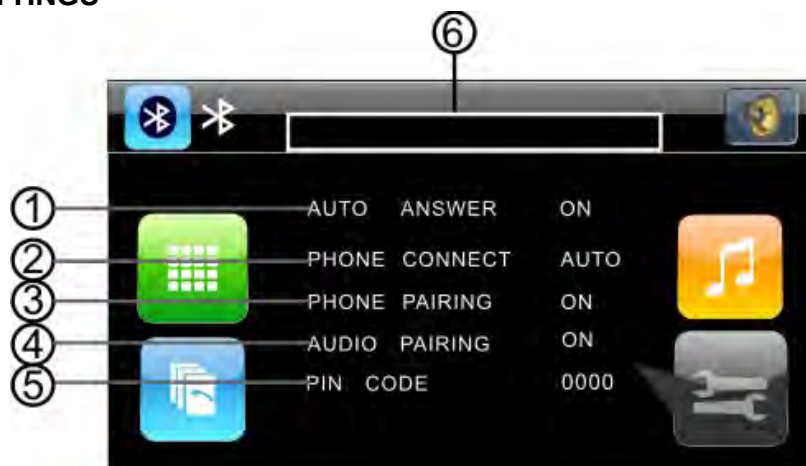 ⑥
① AUTO ANSWER ON
② PHONE CONNECT AUTO
③ PHONE PAIRING ON
④ AUDIO PAIRING ON
⑤ PIN CODE 0000